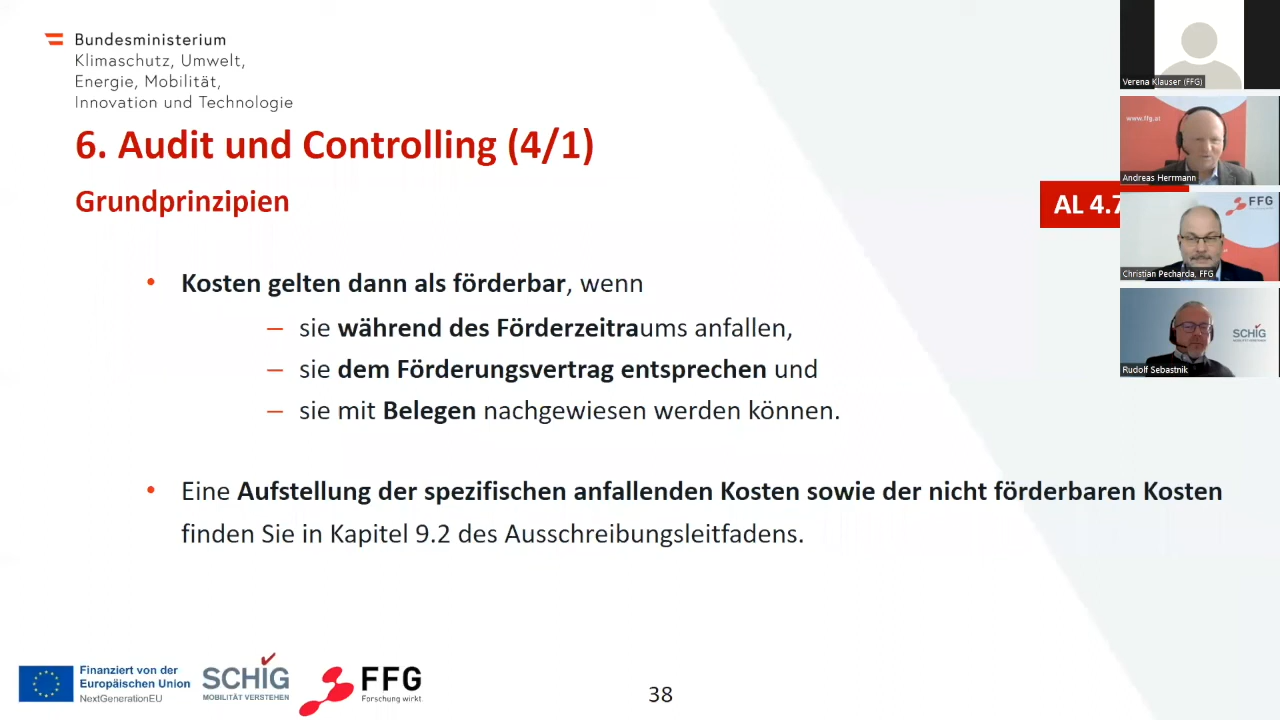 Bundesministerium
Klimaschutz, Umwelt,
Energie, Mobilität,
Innovation und Technologie
6. Audit und Controlling (4/1)
Grundprinzipien
AL 4.7
• Kosten gelten dann als förderbar, wenn
– sie während des Förderzeitraums anfallen,
– sie dem Förderungsvertrag entsprechen und
– sie mit Belegen nachgewiesen werden können.
• Eine Aufstellung der spezifischen anfallenden Kosten sowie der nicht förderbaren Kosten
finden Sie in Kapitel 9.2 des Ausschreibungsleitfadens.
Verena Klauser (FFG)
www.ffg.at
Andreas Herrmann
FFG
Christian Pecharda, FFG
SCHIG
Rudolf Sebastnik
Finanziert von der
Europäischen Union
NextGenerationEU
SCHIG
MOBILITÄT VERSTEHEN
FFG
Forschung wirkt
38